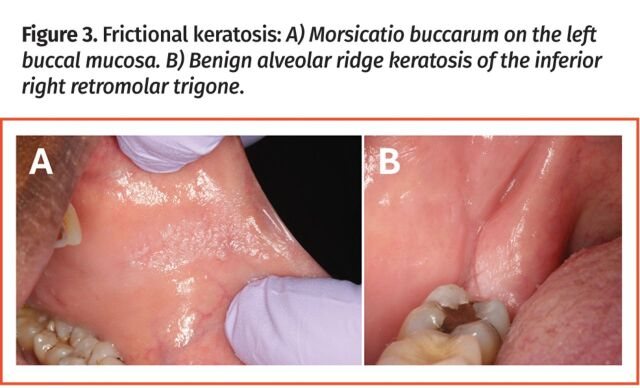 Figure 3. Frictional keratosis: A) Morsicatio buccarum on the left
buccal mucosa. B) Benign alveolar ridge keratosis of the inferior
right retromolar trigone.
A
B